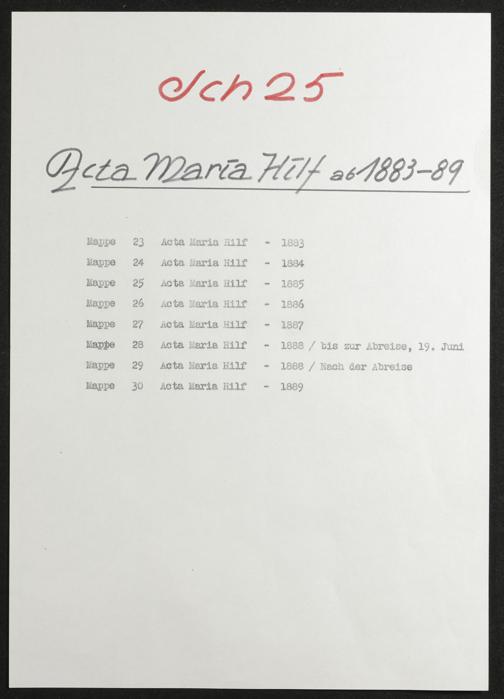 Sch 25
Acta Maria Hilf ab 1883-89
Mappe 23 Acta Maria Hilf - 1883
Mappe 24 Acta Maria Hilf - 1884
Mappe 25 Acta Maria Hilf - 1885
Mappe 26 Acta Maria Hilf - 1886
Mappe 27 Acta Maria Hilf - 1887
Mappe 28 Acta Maria Hilf - 1888 / bis zur Abreise, 19. Juni
Mappe 29 Acta Maria Hilf - 1888 / Nach der Abreise
Mappe 30 Acta Maria Hilf - 1889